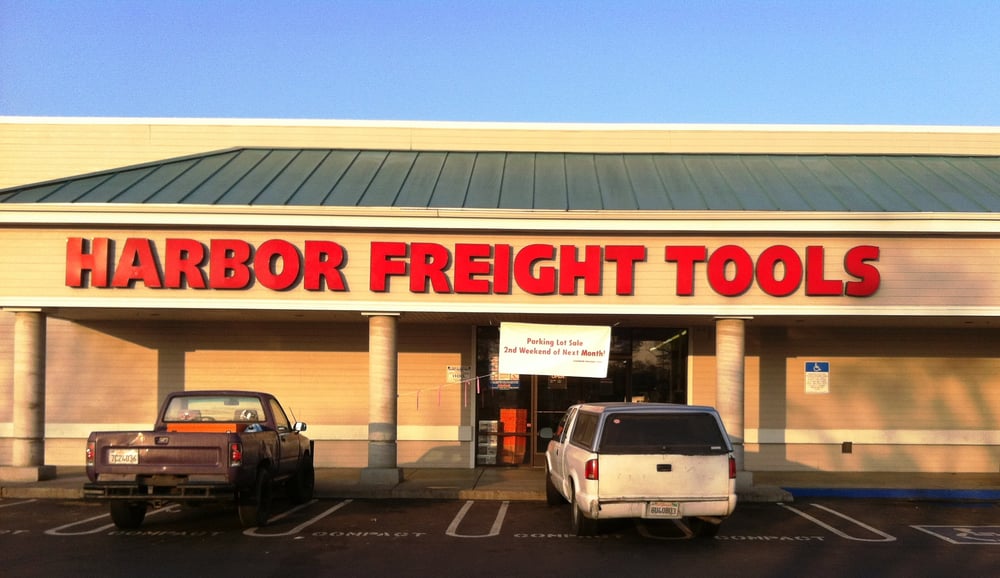 HARBOR FREIGHT TOOLS
Parking Lot Sale
2nd Weekend of Next Month!
COMPACT
COMPACT
COMPACT
COMPACT